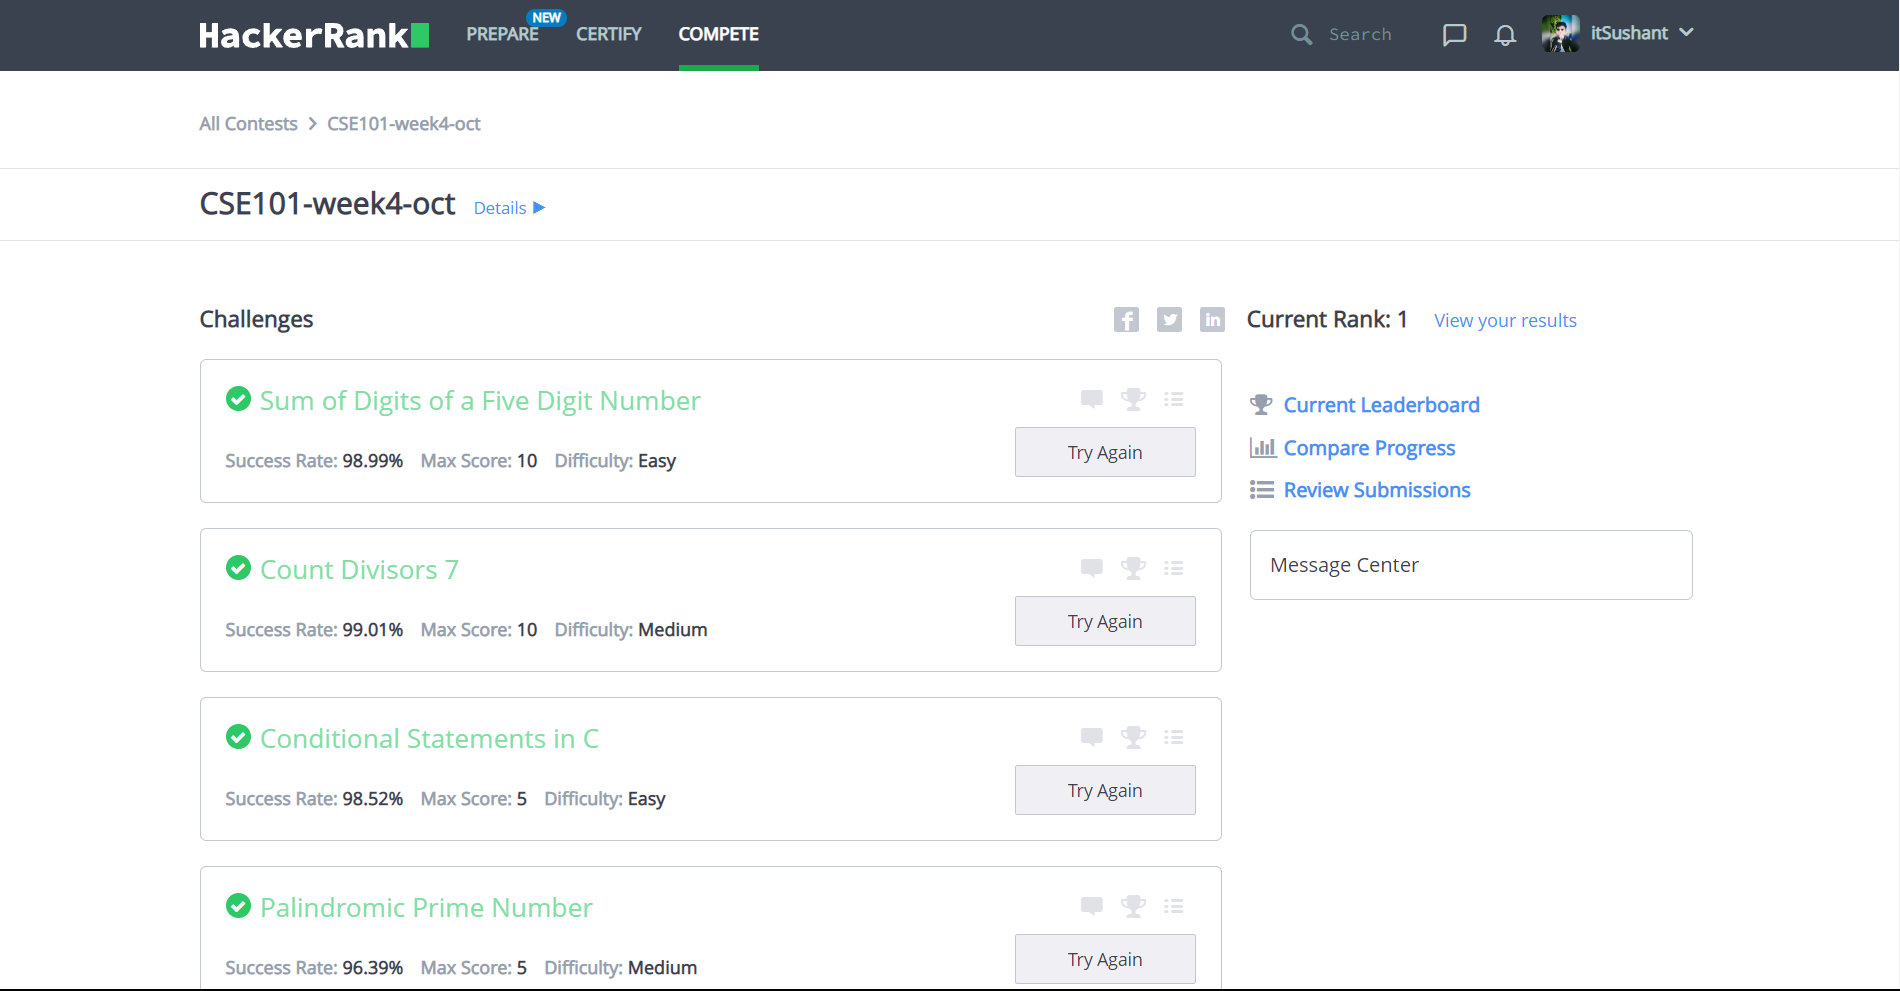 HackerRank PREPARE NEW CERTIFY COMPETE Search itSushant
All Contests CSE101-week4-oct
CSE101-week4-oct Details
Challenges
Sum of Digits of a Five Digit Number
Success Rate: 98.99% Max Score: 10 Difficulty: Easy
Try Again
Count Divisors 7
Success Rate: 99.01% Max Score: 10 Difficulty: Medium
Try Again
Conditional Statements in C
Success Rate: 98.52% Max Score: 5 Difficulty: Easy
Try Again
Palindromic Prime Number
Success Rate: 96.39% Max Score: 5 Difficulty: Medium
Try Again
Current Rank: 1 View your results
Current Leaderboard
Compare Progress
Review Submissions
Message Center